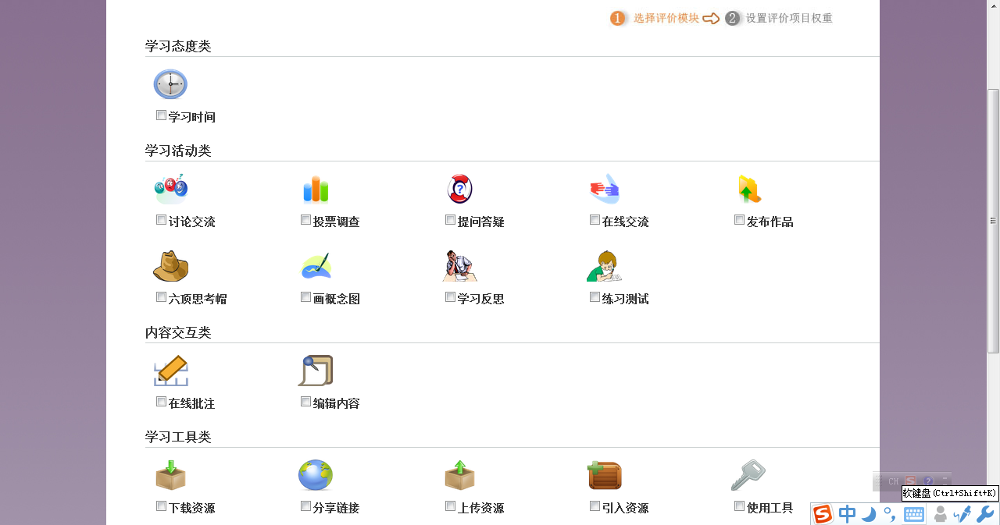 1 选择评价模块 2 设置评价项目权重
学习态度类
学习时间
学习活动类
讨论交流 投票调查 提问答疑 在线交流 发布作品
六项思考帽 画概念图 学习反思 练习测试
内容交互类
在线批注 编辑内容
学习工具类
下载资源 分享链接 上传资源 引入资源 使用工具
CH S ?
软键盘(Ctrl+Shift+K)
S 中 °,